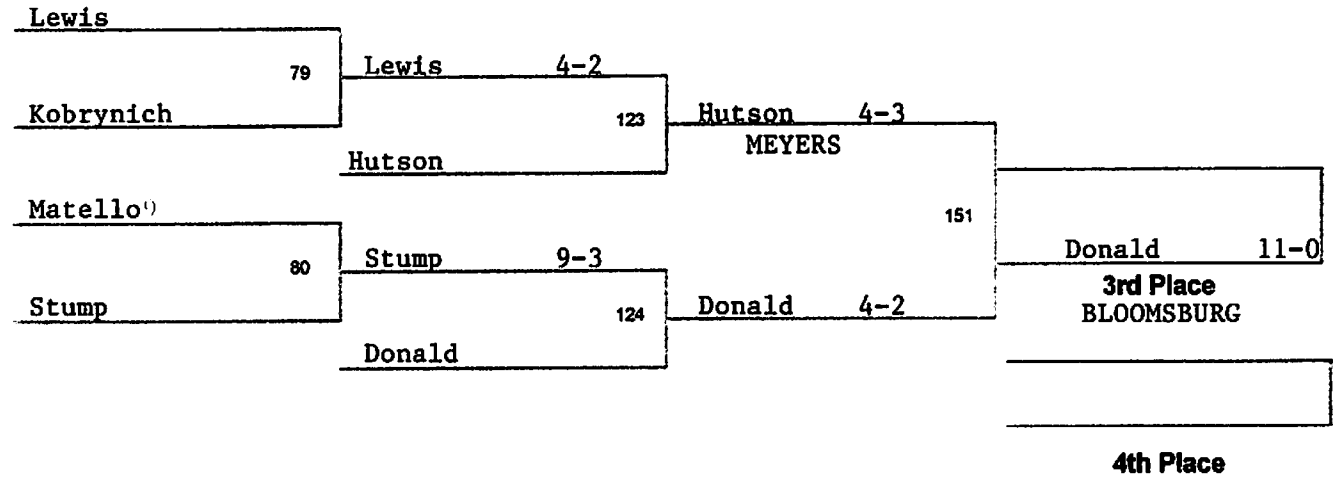 Lewis
79
Lewis 4-2
Kobrynich
123
Hutson 4-3
MEYERS
Hutson
Matello
151
80
Stump 9-3
Donald 11-0
3rd Place
BLOOMSBURG
Stump
124
Donald 4-2
Donald
4th Place